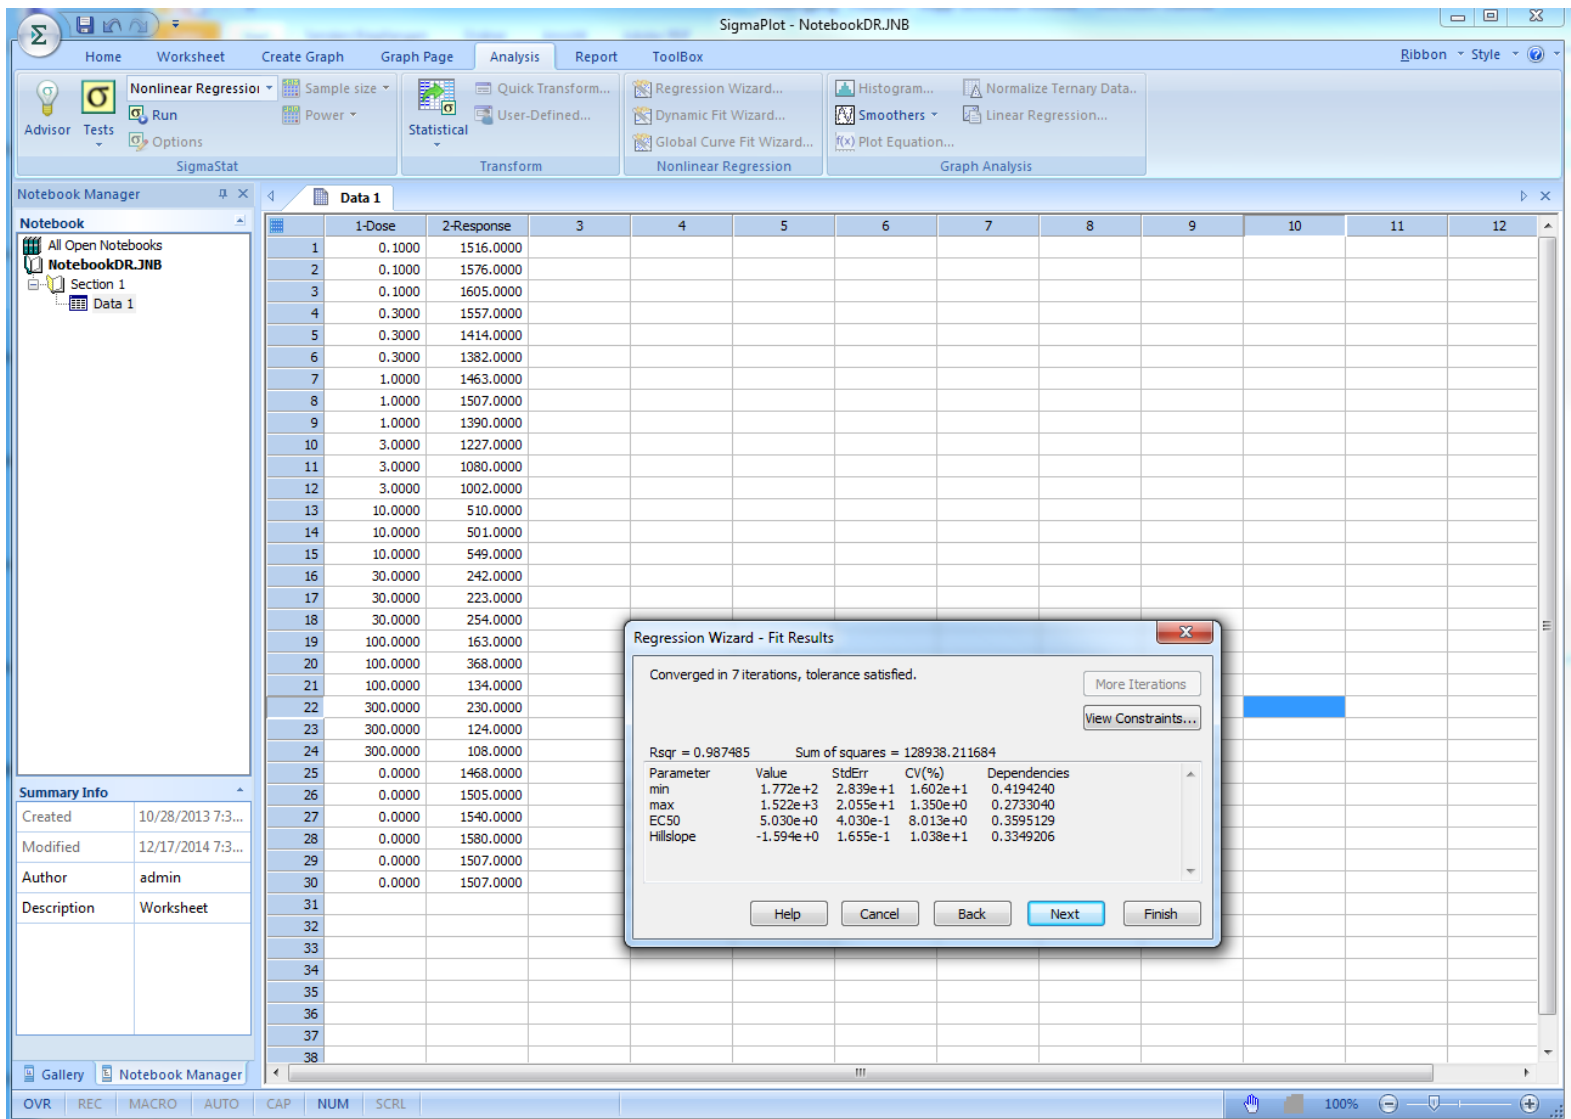 SigmaPlot - NotebookDR.JNB
Home Worksheet Create Graph Graph Page Analysis Report ToolBox Ribbon Style
Nonlinear Regression Sample size Quick Transform... Regression Wizard... Histogram... Normalize Ternary Data..
Run Power User-Defined... Dynamic Fit Wizard... Smoothers Linear Regression...
Advisor Tests Options Statistical Global Curve Fit Wizard... f(x) Plot Equation...
SigmaStat Transform Nonlinear Regression Graph Analysis
Notebook Manager
Notebook
All Open Notebooks
NotebookDR.JNB
Section 1
Data 1
Summary Info
Created 10/28/2013 7:3...
Modified 12/17/2014 7:3...
Author admin
Description Worksheet
Gallery Notebook Manager
Data 1
1-Dose 2-Response 3 4 5 6 7 8 9 10 11 12
1 0.1000 1516.0000
2 0.1000 1576.0000
3 0.1000 1605.0000
4 0.3000 1557.0000
5 0.3000 1414.0000
6 0.3000 1382.0000
7 1.0000 1463.0000
8 1.0000 1507.0000
9 1.0000 1390.0000
10 3.0000 1227.0000
11 3.0000 1080.0000
12 3.0000 1002.0000
13 10.0000 510.0000
14 10.0000 501.0000
15 10.0000 549.0000
16 30.0000 242.0000
17 30.0000 223.0000
18 30.0000 254.0000
19 100.0000 163.0000
20 100.0000 368.0000
21 100.0000 134.0000
22 300.0000 230.0000
23 300.0000 124.0000
24 300.0000 108.0000
25 0.0000 1468.0000
26 0.0000 1505.0000
27 0.0000 1540.0000
28 0.0000 1580.0000
29 0.0000 1507.0000
30 0.0000 1507.0000
31
32
33
34
35
36
37
38
Regression Wizard - Fit Results
Converged in 7 iterations, tolerance satisfied.
More Iterations
View Constraints...
Rsqr = 0.987485 Sum of squares = 128938.211684
Parameter Value StdErr CV(%) Dependencies
min 1.772e+2 2.839e+1 1.602e+1 0.4194240
max 1.522e+3 2.055e+1 1.350e+0 0.2733040
EC50 5.030e+0 4.030e-1 8.013e+0 0.3595129
Hillslope -1.594e+0 1.655e-1 1.038e+1 0.3349206
Help Cancel Back Next Finish
OVR REC MACRO AUTO CAP NUM SCRL 100%